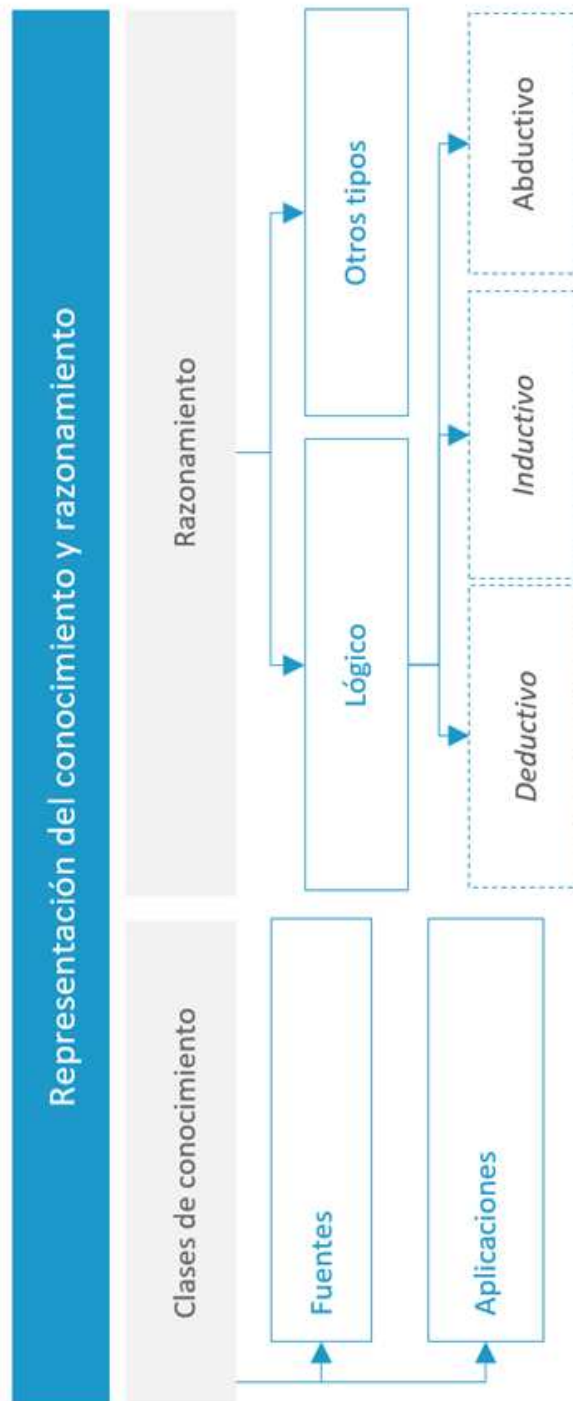 Representación del conocimiento y razonamiento
Clases de conocimiento
Razonamiento
Fuentes
Aplicaciones
Lógico
Otros tipos
Deductivo
Inductivo
Abductivo